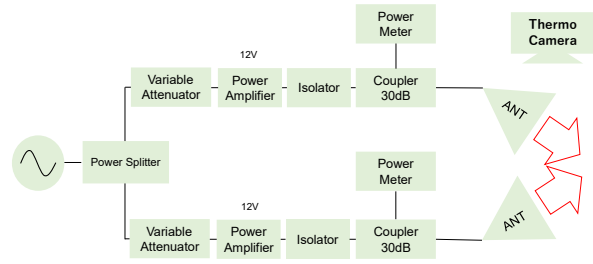 Power
Meter
Thermo
Camera
12V
Variable
Attenuator
Power
Amplifier
Isolator
Coupler
30dB
ANT
Power Splitter
Power
Meter
12V
Variable
Attenuator
Power
Amplifier
Isolator
Coupler
30dB
ANT